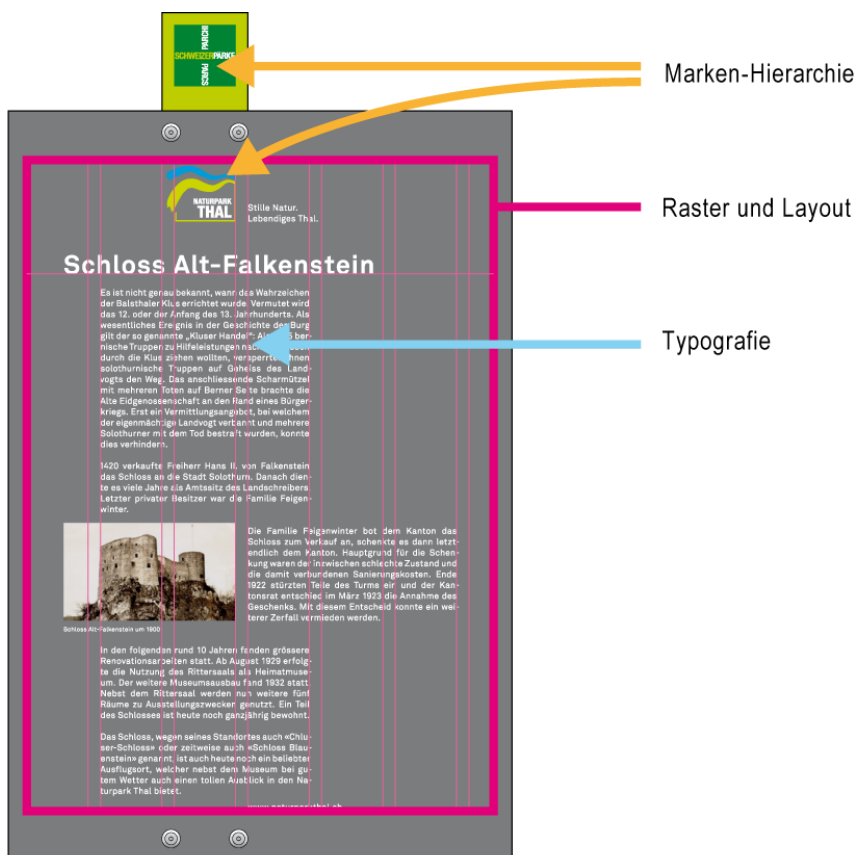 PARCHI
SCHWEIZERPÄRKE
PARCS
Marken-Hierarchie
NATURPARK
THAL
Stille Natur.
Lebendiges Thal.
Raster und Layout
Schloss Alt-Falkenstein
Es ist nicht genau bekannt, wann das Wahrzeichen
der Balsthaler Klus errichtet wurde. Vermutet wird
das 12. oder der Anfang des 13. Jahrhunderts. Als
wesentliches Ereignis in der Geschichte der Burg
gilt der so genannte „Kluser Handel“: Als ber-
nische Truppen zu Hilfeleistungen
durch die Klus ziehen wollten, versperrten ihnen
solothurnische Truppen auf Geheiss des Land-
vogts den Weg. Das anschliessende Scharmützel
mit mehreren Toten auf Berner Seite brachte die
Alte Eidgenossenschaft an den Rand eines Bürger-
kriegs. Erst ein Vermittlungsangebot, bei welchem
der eigenmächtige Landvogt verbannt und mehrere
Solothurner mit dem Tod bestraft wurden, konnte
dies verhindern.
Typografie
1420 verkaufte Freiherr Hans II. von Falkenstein
das Schloss an die Stadt Solothurn. Danach dien-
te es viele Jahre als Amtssitz des Landschreibers.
Letzter privater Besitzer war die Familie Feigen-
winter.
Die Familie Feigenwinter bot dem Kanton das
Schloss zum Verkauf an, schenkte es dann letzt-
endlich dem Kanton. Hauptgrund für die Schen-
kung waren der inzwischen schlechte Zustand und
die damit verbundenen Sanierungskosten. Ende
1922 stürzten Teile des Turms ein und der Kan-
tonsrat entschied im März 1923 die Annahme des
Geschenks. Mit diesem Entscheid konnte ein wei-
terer Zerfall vermieden werden.
Schloss Alt-Falkenstein um 1900
In den folgenden rund 10 Jahren fanden grössere
Renovationsarbeiten statt. Ab August 1929 erfolg-
te die Nutzung des Rittersaals als Heimatmuse-
um. Der weitere Museumsausbau fand 1932 statt.
Nebst dem Rittersaal werden nun weitere fünf
Räume zu Ausstellungszwecken genutzt. Ein Teil
des Schlosses ist heute noch ganzjährig bewohnt.
Das Schloss, wegen seines Standortes auch «Chlu-
ser-Schloss» oder zeitweise auch «Schloss Blau-
enstein» genannt, ist auch heute noch ein beliebter
Ausflugsort, welcher nebst dem Museum bei gu-
tem Wetter auch einen tollen Ausblick in den Na-
turpark Thal bietet.
www.naturparkthal.ch